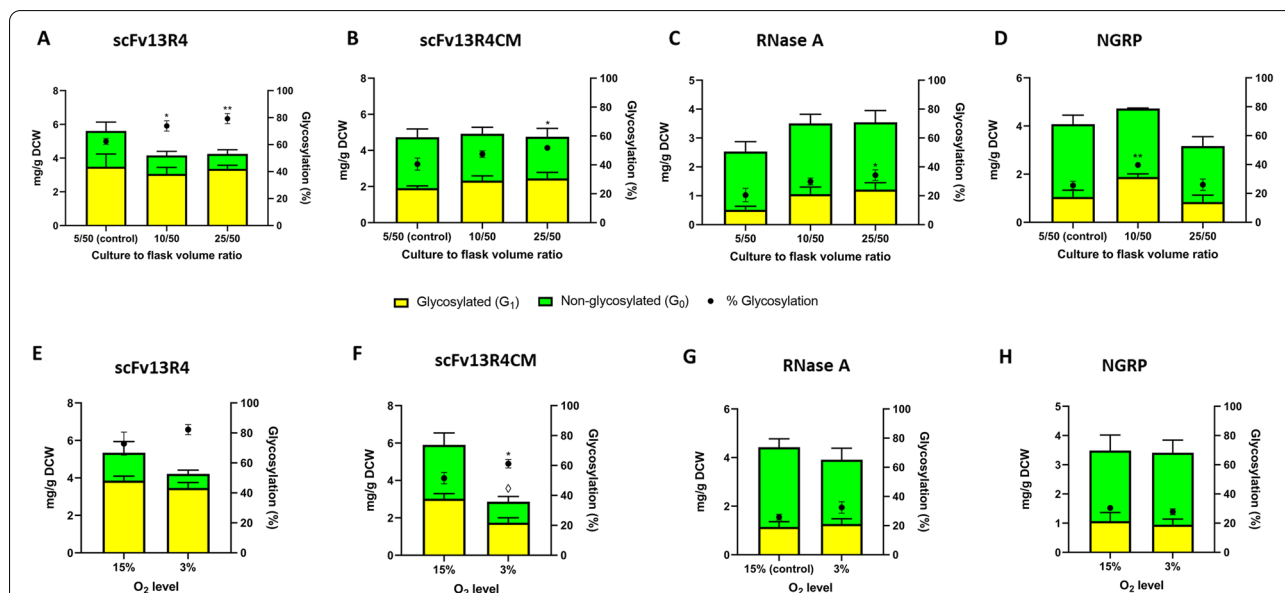 A scFv13R4
8
6
4
2
0
mg/g DCW
100
80
60
40
20
0
Glycosylation (%)
*
**
5/50 (control) 10/50 25/50
Culture to flask volume ratio
B scFv13R4CM
8
6
4
2
0
mg/g DCW
100
80
60
40
20
0
Glycosylation (%)
*
5/50 (control) 10/50 25/50
Culture to flask volume ratio
C RNase A
5
4
3
2
1
0
mg/g DCW
100
80
60
40
20
0
Glycosylation (%)
*
5/50 10/50 25/50
Culture to flask volume ratio
D NGRP
6
4
2
0
mg/g DCW
100
80
60
40
20
0
Glycosylation (%)
**
5/50 (control) 10/50 25/50
Culture to flask volume ratio
Glycosylated (G₁) Non-glycosylated (G₀) % Glycosylation
E scFv13R4
8
6
4
2
0
mg/g DCW
100
80
60
40
20
0
Glycosylation (%)
15% 3%
O₂ level
F scFv13R4CM
8
6
4
2
0
mg/g DCW
100
80
60
40
20
0
Glycosylation (%)
*
◊
15% 3%
O₂ level
G RNase A
6
4
2
0
mg/g DCW
100
80
60
40
20
0
Glycosylation (%)
15% (control) 3%
O₂ level
H NGRP
5
4
3
2
1
0
mg/g DCW
100
80
60
40
20
0
Glycosylation (%)
15% 3%
O₂ level